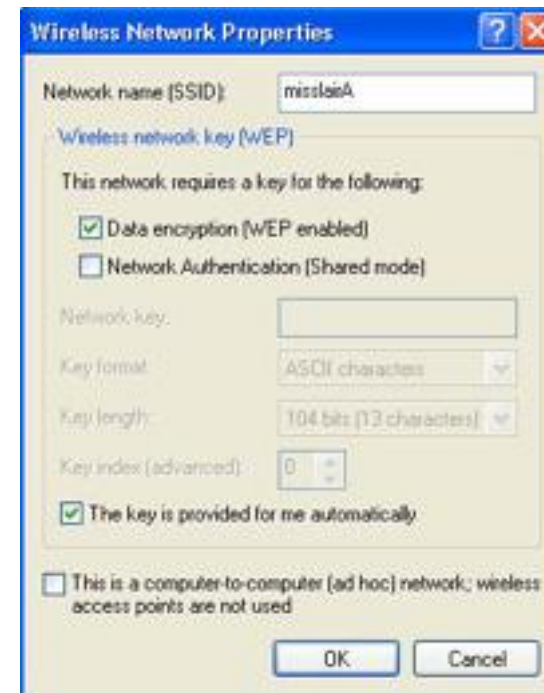 Wireless Network Properties
Network name (SSID): misslairA
Wireless network key (WEP)
This network requires a key for the following:
Data encryption (WEP enabled)
Network Authentication (Shared mode)
Network key:
Key format: ASCII characters
Key length: 104 bits (13 characters)
Key index (advanced): 0
The key is provided for me automatically
This is a computer-to-computer (ad hoc) network; wireless
access points are not used
OK Cancel